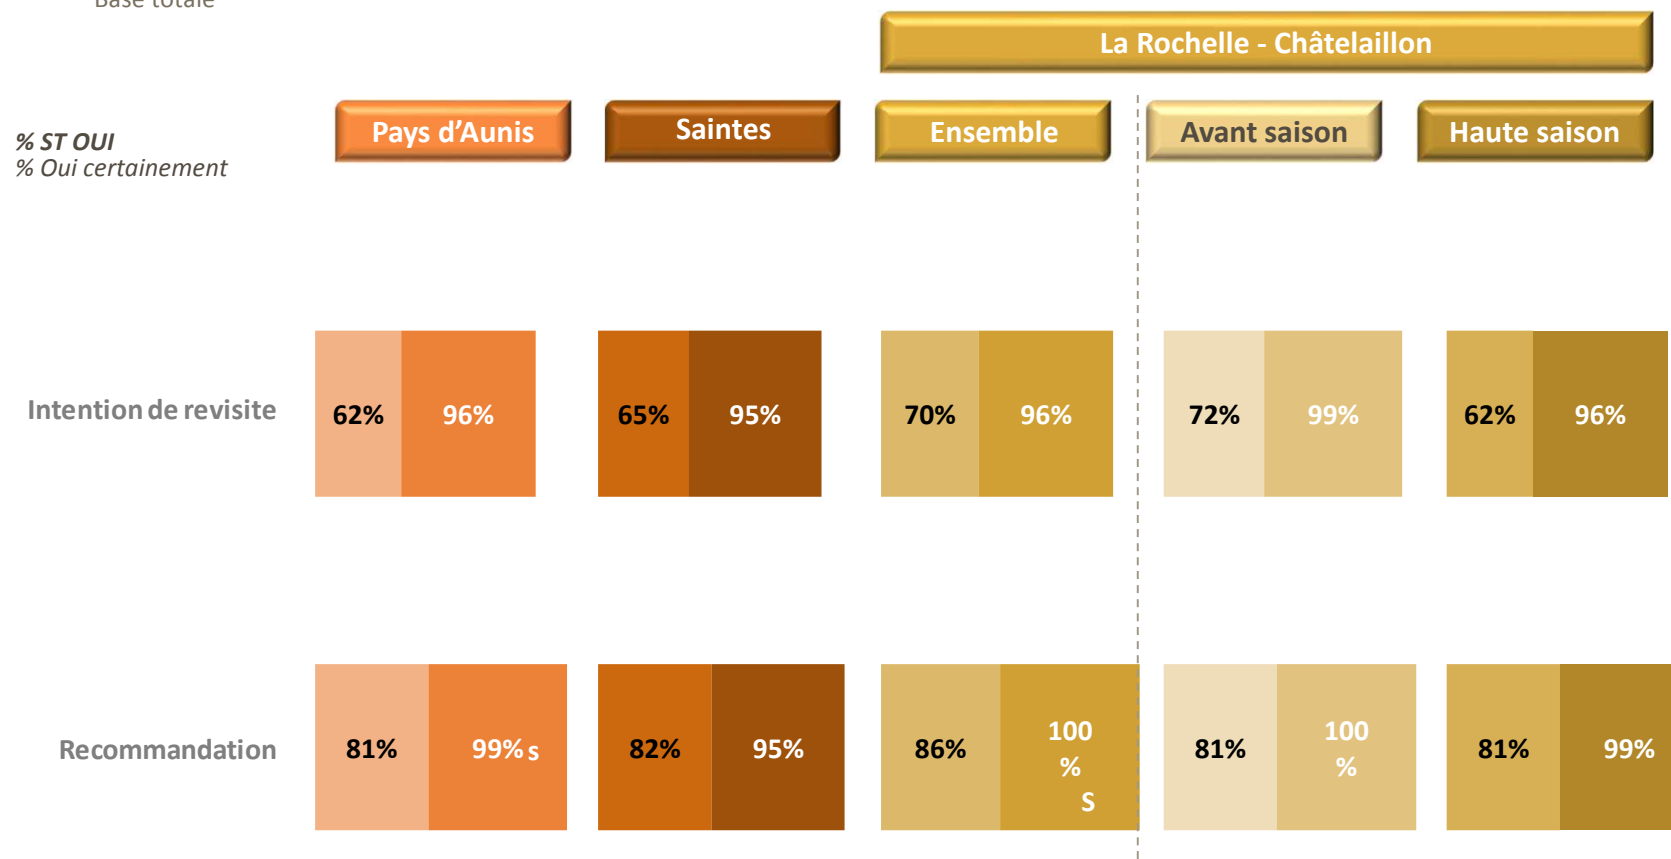 Base totale
La Rochelle - Châtelaillon
% ST OUI
% Oui certainement
Pays d'Aunis
Saintes
Ensemble
Avant saison
Haute saison
Intention de revisite
62%
96%
65%
95%
70%
96%
72%
99%
62%
96%
Recommandation
81%
99% s
82%
95%
86%
100
%
S
81%
100
%
81%
99%